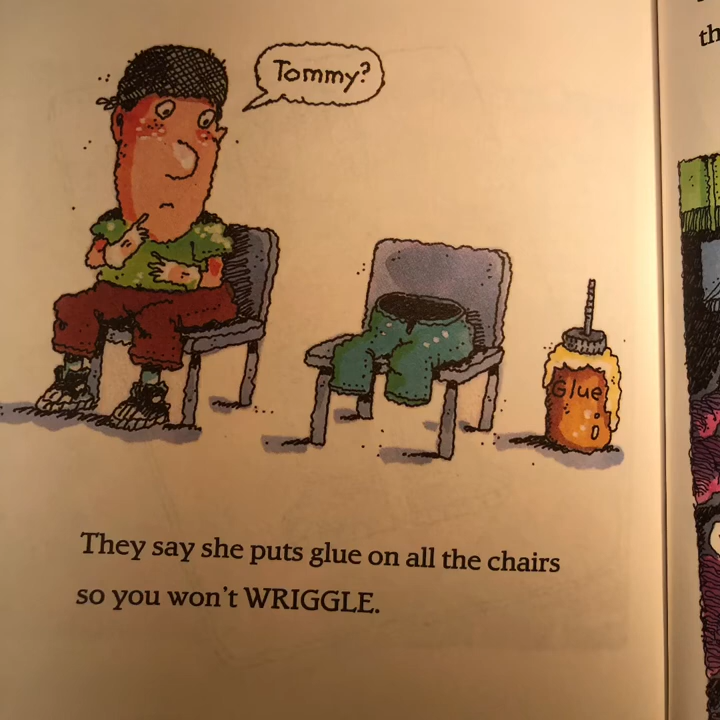 Tommy?
Glue
They say she puts glue on all the chairs
so you won't WRIGGLE.